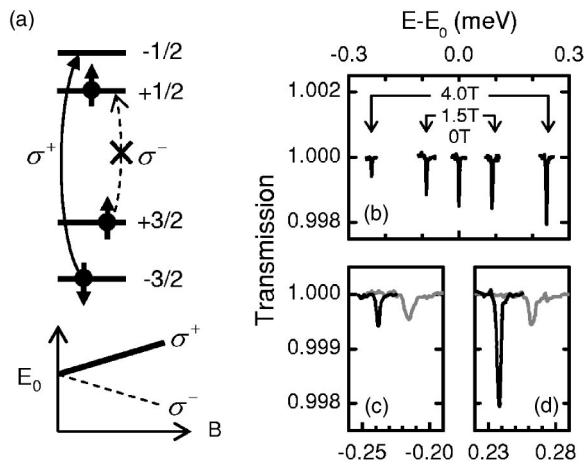 (a)
-1/2
+1/2
σ⁺
σ⁻
+3/2
-3/2
E₀
σ⁺
σ⁻
B
E-E₀ (meV)
-0.3 0.0 0.3
1.002
4.0T
1.5T
0T
1.000
0.998
(b)
Transmission
1.000
0.999
0.998
(c)
(d)
-0.25 -0.20 0.23 0.28